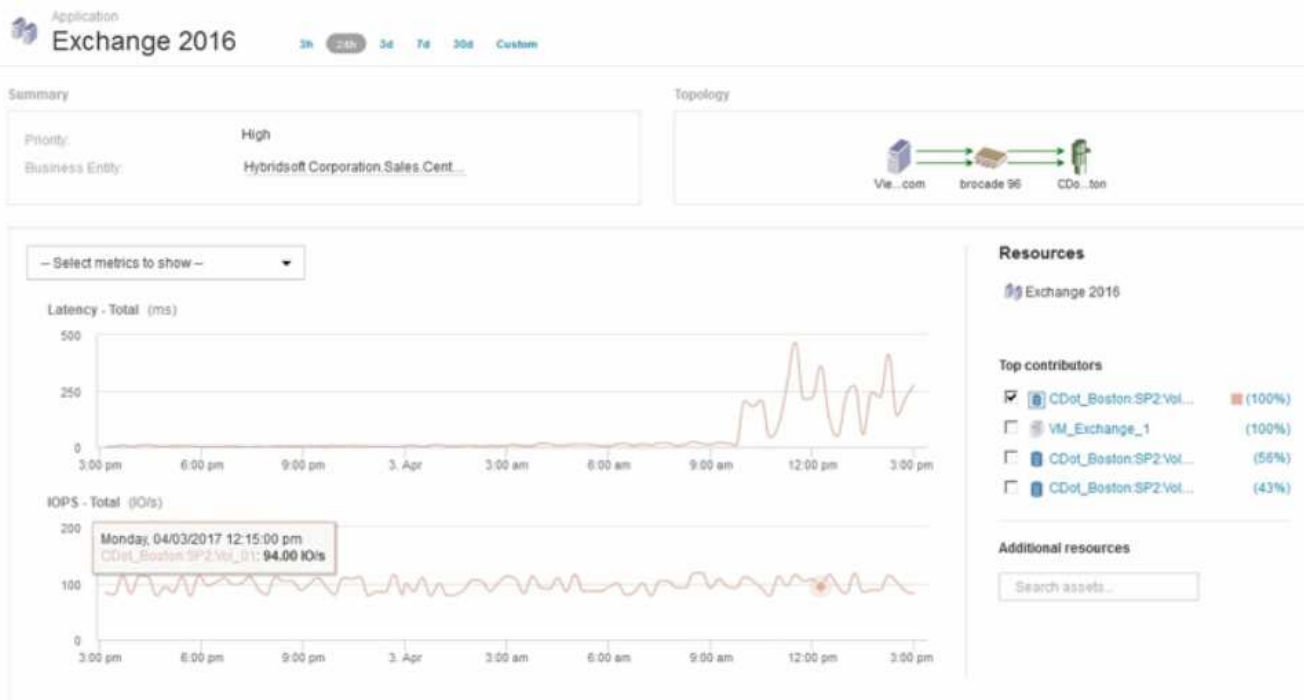 Application
Exchange 2016
3h 24h 3d 7d 30d Custom
Summary
Priority: High
Business Entity: Hybridsoft Corporation.Sales.Cent...
Topology
Vie...com brocade 96 CDo...ton
-- Select metrics to show --
Latency - Total (ms)
500
250
0
3:00 pm 6:00 pm 9:00 pm 3. Apr 3:00 am 6:00 am 9:00 am 12:00 pm 3:00 pm
IOPS - Total (IO/s)
200
Monday, 04/03/2017 12:15:00 pm
CDot_Boston:SP2:Vol_01: 94.00 IO/s
100
0
3:00 pm 6:00 pm 9:00 pm 3. Apr 3:00 am 6:00 am 9:00 am 12:00 pm 3:00 pm
Resources
Exchange 2016
Top contributors
CDot_Boston:SP2:Vol... (100%)
VM_Exchange_1 (100%)
CDot_Boston:SP2:Vol... (56%)
CDot_Boston:SP2:Vol... (43%)
Additional resources
Search assets...